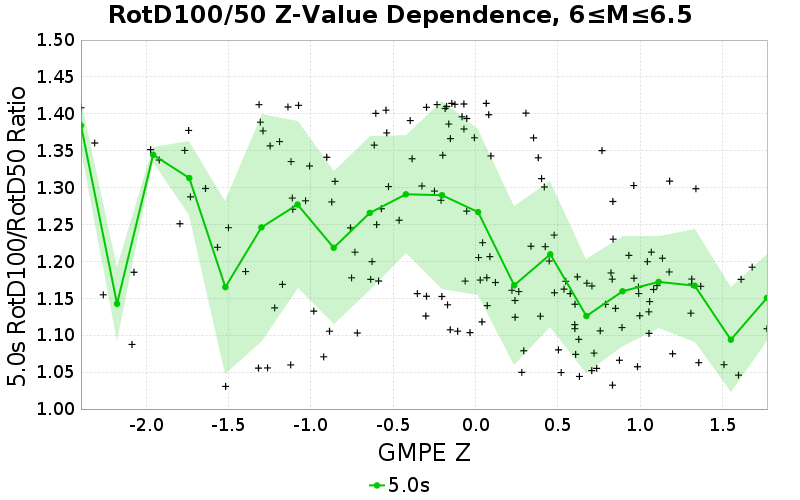 RotD100/50 Z-Value Dependence, 6≤M≤6.5
5.0s RotD100/RotD50 Ratio
1.50
1.45
1.40
1.35
1.30
1.25
1.20
1.15
1.10
1.05
1.00
-2.0 -1.5 -1.0 -0.5 0.0 0.5 1.0 1.5
GMPE Z
5.0s